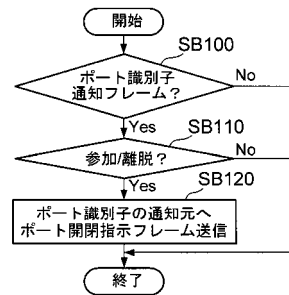 開始
SB100
ポート識別子
通知フレーム?
No
Yes
SB110
参加/離脱?
No
Yes
SB120
ポート識別子の通知元へ
ポート開閉指示フレーム送信
終了